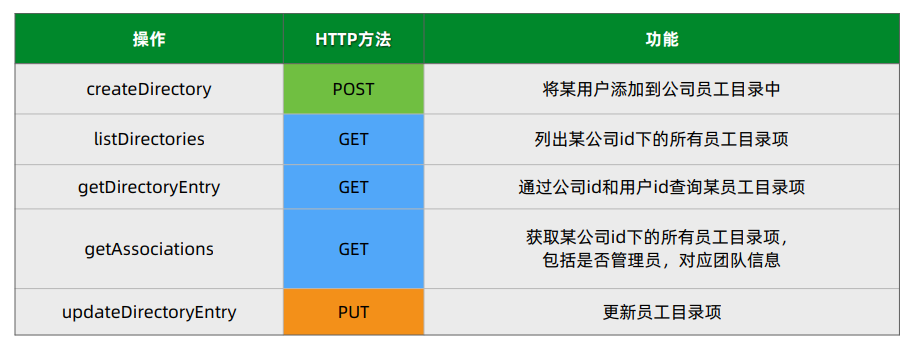 操作 HTTP方法 功能
createDirectory POST 将某用户添加到公司员工目录中
listDirectories GET 列出某公司id下的所有员工目录项
getDirectoryEntry GET 通过公司id和用户id查询某员工目录项
getAssociations GET 获取某公司id下的所有员工目录项，
包括是否管理员，对应团队信息
updateDirectoryEntry PUT 更新员工目录项